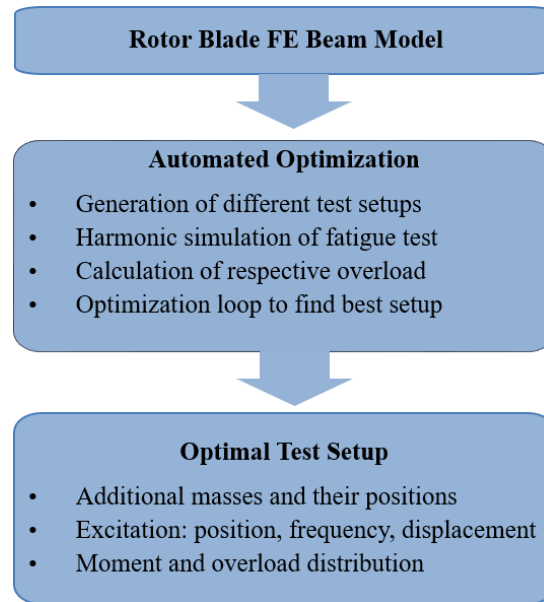 Rotor Blade FE Beam Model
Automated Optimization
• Generation of different test setups
• Harmonic simulation of fatigue test
• Calculation of respective overload
• Optimization loop to find best setup
Optimal Test Setup
• Additional masses and their positions
• Excitation: position, frequency, displacement
• Moment and overload distribution